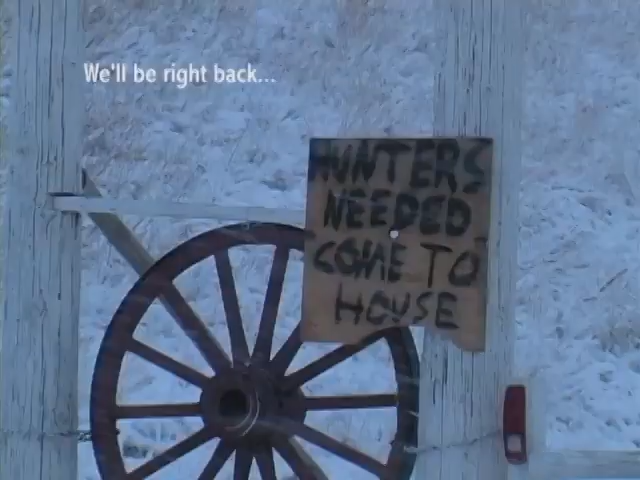 We'll be right back...
HUNTERS
NEEDED
COME TO
HOUSE